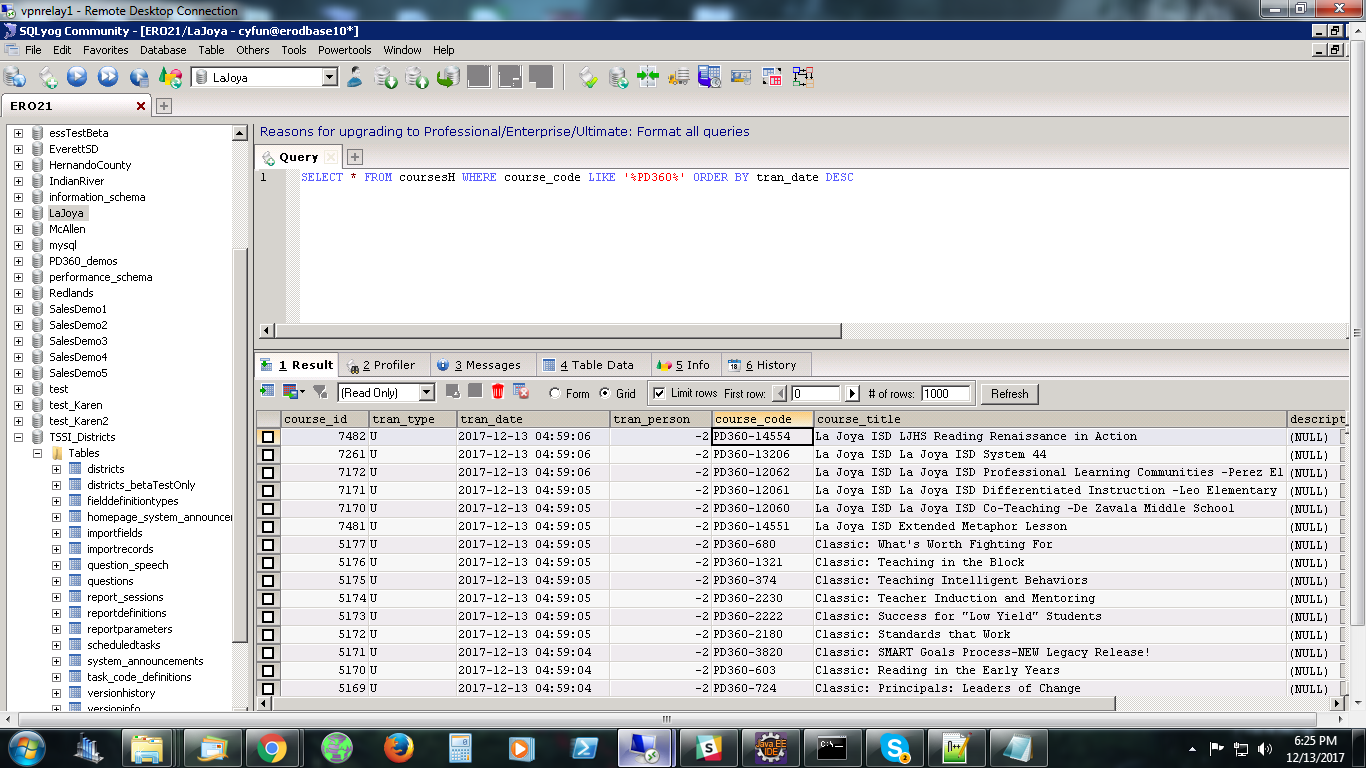 vpnrelay1 - Remote Desktop Connection
SQLyog Community - [ERO21/LaJoya - cyfun@erodbase10*]
File Edit Favorites Database Table Others Tools Powertools Window Help
LaJoya
ERO21
essTestBeta
EverettSD
HernandoCounty
IndianRiver
information_schema
LaJoya
McAllen
mysql
PD360_demos
performance_schema
Redlands
SalesDemo1
SalesDemo2
SalesDemo3
SalesDemo4
SalesDemo5
test
test_Karen
test_Karen2
TSSI_Districts
Tables
districts
districts_betaTestOnly
fielddefinitiontypes
homepage_system_announcer
importfields
importrecords
question_speech
questions
report_sessions
reportdefinitions
reportparameters
scheduledtasks
system_announcements
task_code_definitions
versionhistory
versioninfo
Reasons for upgrading to Professional/Enterprise/Ultimate: Format all queries
Query
1 SELECT * FROM coursesH WHERE course_code LIKE '%PD360%' ORDER BY tran_date DESC
1 Result 2 Profiler 3 Messages 4 Table Data 5 Info 18 6 History
(Read Only) Form Grid Limit rows First row: 0 # of rows: 1000 Refresh
course_id tran_type tran_date tran_person course_code course_title descript
7482 U 2017-12-13 04:59:06 -2 PD360-14554 La Joya ISD LJHS Reading Renaissance in Action (NULL)
7261 U 2017-12-13 04:59:06 -2 PD360-13206 La Joya ISD La Joya ISD System 44 (NULL)
7172 U 2017-12-13 04:59:06 -2 PD360-12062 La Joya ISD La Joya ISD Professional Learning Communities -Perez El (NULL)
7171 U 2017-12-13 04:59:05 -2 PD360-12061 La Joya ISD La Joya ISD Differentiated Instruction -Leo Elementary (NULL)
7170 U 2017-12-13 04:59:05 -2 PD360-12060 La Joya ISD La Joya ISD Co-Teaching -De Zavala Middle School (NULL)
7481 U 2017-12-13 04:59:05 -2 PD360-14551 La Joya ISD Extended Metaphor Lesson (NULL)
5177 U 2017-12-13 04:59:05 -2 PD360-680 Classic: What's Worth Fighting For (NULL)
5176 U 2017-12-13 04:59:05 -2 PD360-1321 Classic: Teaching in the Block (NULL)
5175 U 2017-12-13 04:59:05 -2 PD360-374 Classic: Teaching Intelligent Behaviors (NULL)
5174 U 2017-12-13 04:59:05 -2 PD360-2230 Classic: Teacher Induction and Mentoring (NULL)
5173 U 2017-12-13 04:59:05 -2 PD360-2222 Classic: Success for "Low Yield" Students (NULL)
5172 U 2017-12-13 04:59:05 -2 PD360-2180 Classic: Standards that Work (NULL)
5171 U 2017-12-13 04:59:04 -2 PD360-3820 Classic: SMART Goals Process-NEW Legacy Release! (NULL)
5170 U 2017-12-13 04:59:04 -2 PD360-603 Classic: Reading in the Early Years (NULL)
5169 U 2017-12-13 04:59:04 -2 PD360-724 Classic: Principals: Leaders of Change (NULL)
Java EE
IDE
C:\_
2
6:25 PM
12/13/2017